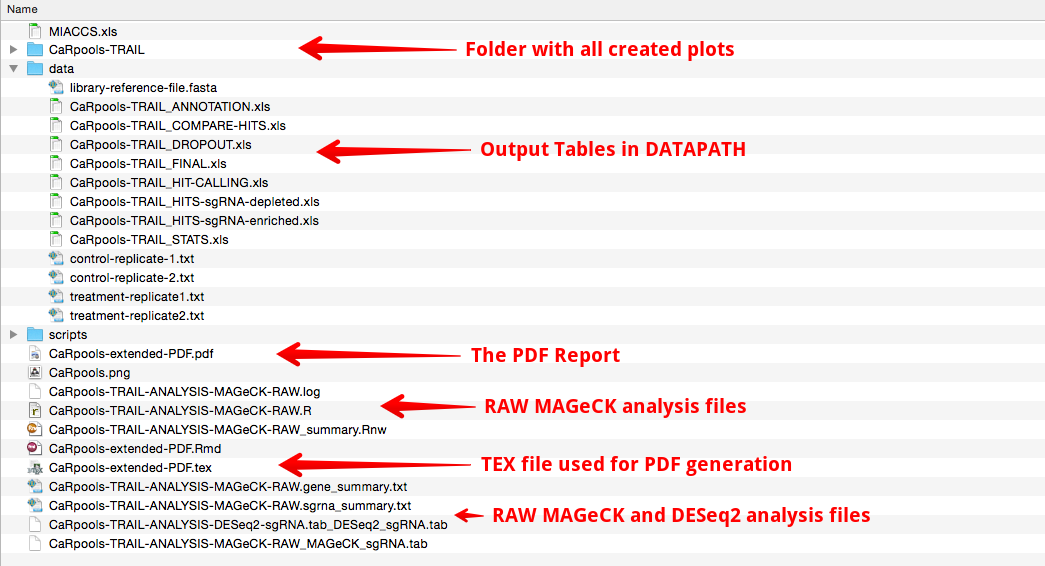 Name
MIACCS.xls
CaRpools-TRAIL
Folder with all created plots
data
library-reference-file.fasta
CaRpools-TRAIL_ANNOTATION.xls
CaRpools-TRAIL_COMPARE-HITS.xls
CaRpools-TRAIL_DROPOUT.xls
Output Tables in DATAPATH
CaRpools-TRAIL_FINAL.xls
CaRpools-TRAIL_HIT-CALLING.xls
CaRpools-TRAIL_HITS-sgRNA-depleted.xls
CaRpools-TRAIL_HITS-sgRNA-enriched.xls
CaRpools-TRAIL_STATS.xls
control-replicate-1.txt
control-replicate-2.txt
treatment-replicate1.txt
treatment-replicate2.txt
scripts
CaRpools-extended-PDF.pdf
The PDF Report
CaRpools.png
CaRpools-TRAIL-ANALYSIS-MAGeCK-RAW.log
CaRpools-TRAIL-ANALYSIS-MAGeCK-RAW.R
RAW MAGeCK analysis files
CaRpools-TRAIL-ANALYSIS-MAGeCK-RAW_summary.Rnw
CaRpools-extended-PDF.Rmd
CaRpools-extended-PDF.tex
TEX file used for PDF generation
CaRpools-TRAIL-ANALYSIS-MAGeCK-RAW.gene_summary.txt
CaRpools-TRAIL-ANALYSIS-MAGeCK-RAW.sgrna_summary.txt
RAW MAGeCK and DESeq2 analysis files
CaRpools-TRAIL-ANALYSIS-DESeq2-sgRNA.tab_DESeq2_sgRNA.tab
CaRpools-TRAIL-ANALYSIS-MAGeCK-RAW_MAGeCK_sgRNA.tab